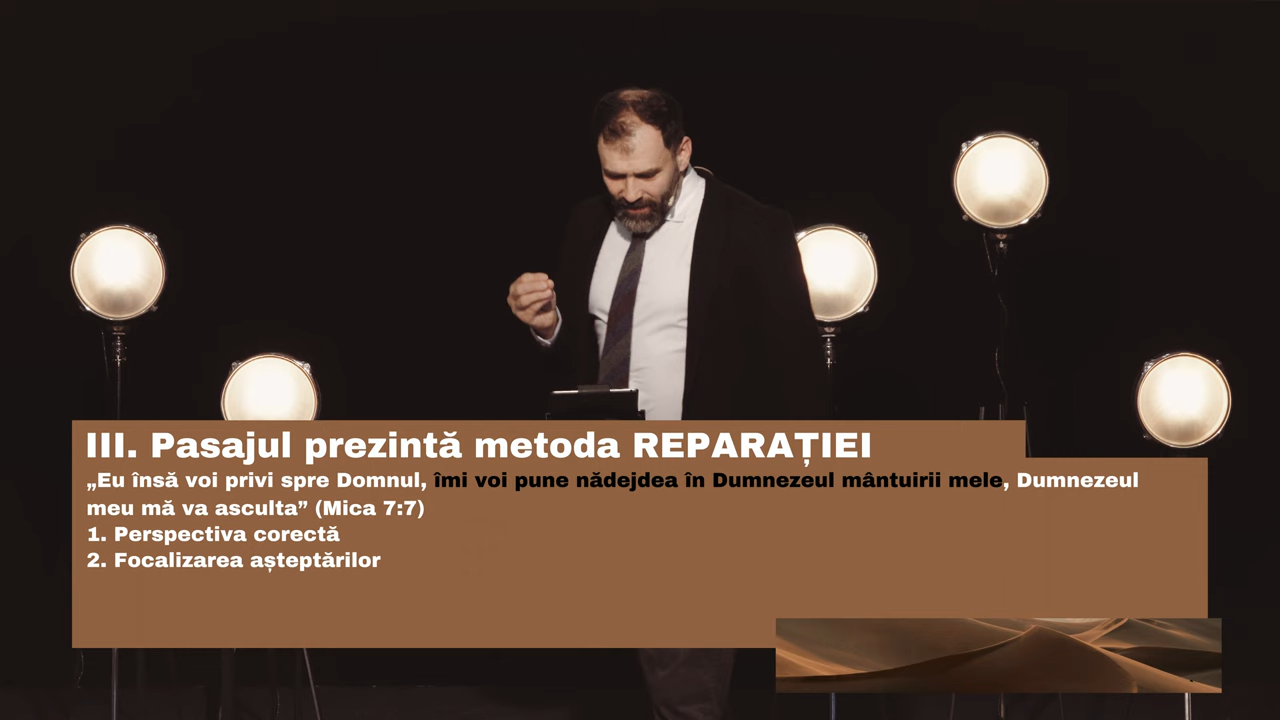 III. Pasajul prezintă metoda REPARAȚIEI
„Eu însă voi privi spre Domnul, îmi voi pune nădejdea în Dumnezeul mântuirii mele, Dumnezeul
meu mă va asculta” (Mica 7:7)
1. Perspectiva corectă
2. Focalizarea așteptărilor